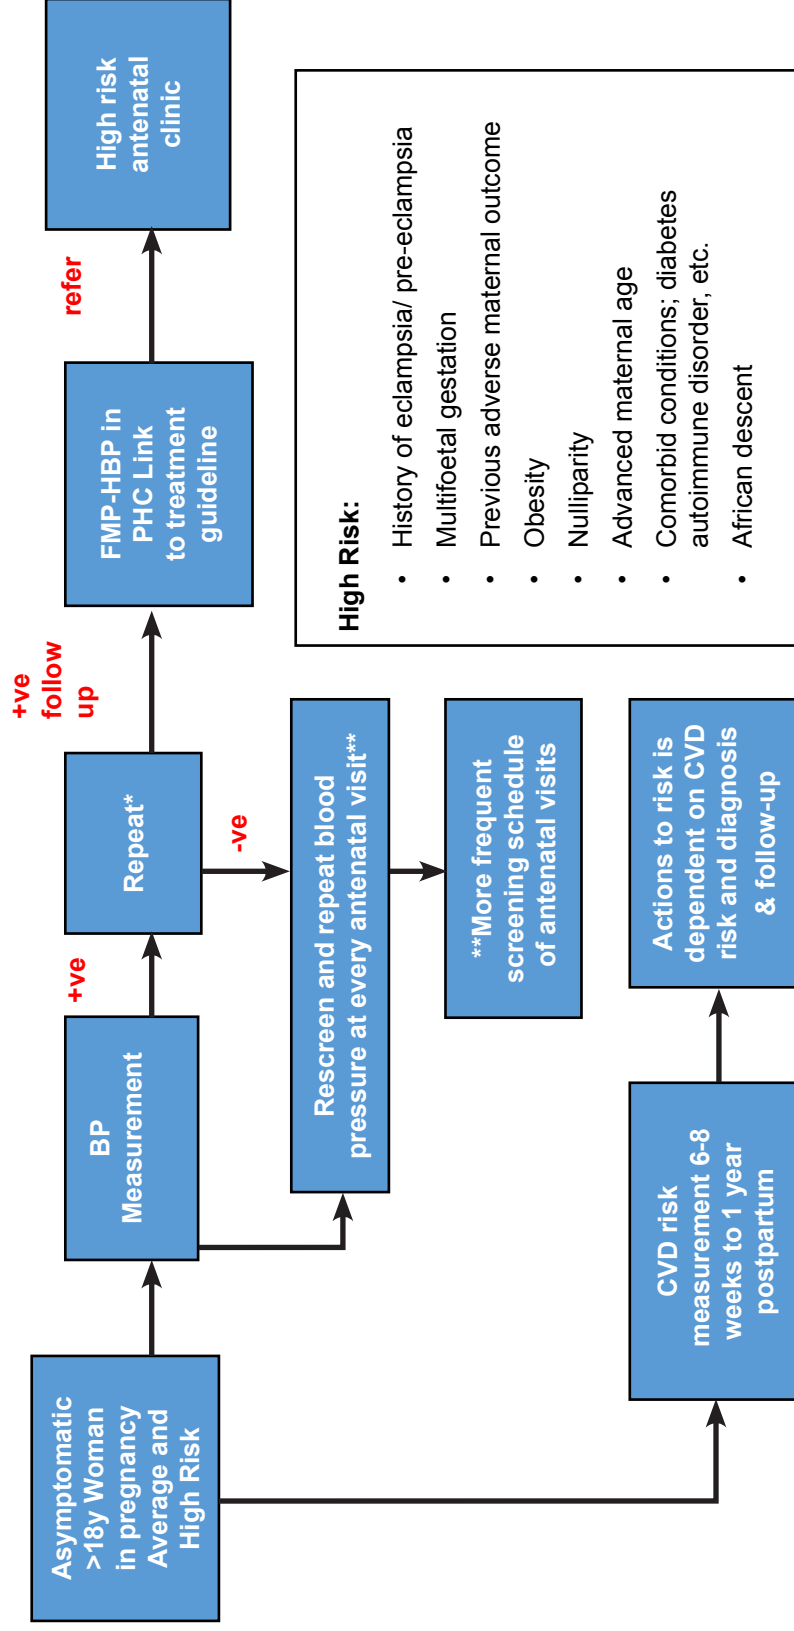 Asymptomatic
>18y Woman
in pregnancy
Average and
High Risk
BP
Measurement
+ve
Repeat*
+ve
follow
up
-ve
FMP-HBP in
PHC Link
to treatment
guideline
refer
High risk
antenatal
clinic
Rescreen and repeat blood
pressure at every antenatal visit**
**More frequent
screening schedule
of antenatal visits
CVD risk
measurement 6-8
weeks to 1 year
postpartum
Actions to risk is
dependent on CVD
risk and diagnosis
& follow-up
High Risk:
• History of eclampsia/ pre-eclampsia
• Multifoetal gestation
• Previous adverse maternal outcome
• Obesity
• Nulliparity
• Advanced maternal age
• Comorbid conditions; diabetes
autoimmune disorder, etc.
• African descent